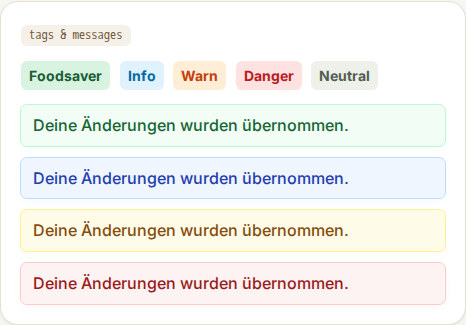 tags & messages
Foodsaver Info Warn Danger Neutral
Deine Änderungen wurden übernommen.
Deine Änderungen wurden übernommen.
Deine Änderungen wurden übernommen.
Deine Änderungen wurden übernommen.